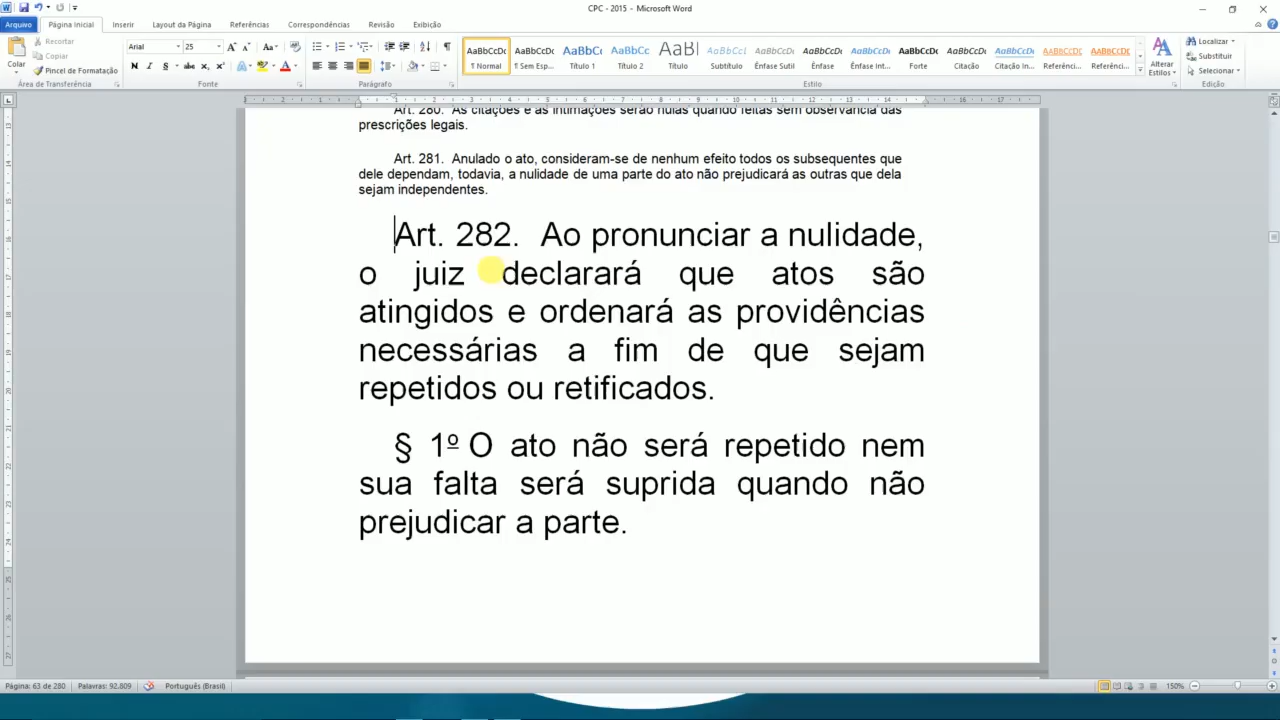 CPC - 2015 - Microsoft Word
Arquivo Página Inicial Inserir Layout da Página Referências Correspondências Revisão Exibição
Colar
Recortar
Copiar
Pincel de Formatação
Área de Transferência
Arial 25
Fonte
Parágrafo
AaBbCcDc AaBbCcDc AaBbCc AaBbCc AaBl AaBbCc AaBbCcDc AaBbCcDc AaBbCcDc AaBbCcDc AaBbCcDc AaBbCcDc AaBbCcDc AaBbCcDc
¶ Normal ¶ Sem Esp... Título 1 Título 2 Título Subtítulo Ênfase Sutil Ênfase Ênfase Int... Forte Citação Citação In... Referênci... Referênci...
Estilo
Alterar Estilos
Localizar
Substituir
Selecionar
Edição
Art. 280. As citações e as intimações serão nulas quando feitas sem observância das
prescrições legais.
Art. 281. Anulado o ato, consideram-se de nenhum efeito todos os subsequentes que
dele dependam, todavia, a nulidade de uma parte do ato não prejudicará as outras que dela
sejam independentes.
Art. 282. Ao pronunciar a nulidade,
o juiz declarará que atos são
atingidos e ordenará as providências
necessárias a fim de que sejam
repetidos ou retificados.
§ 1º O ato não será repetido nem
sua falta será suprida quando não
prejudicar a parte.
Página: 63 de 280 Palavras: 92.809 Português (Brasil) 150%